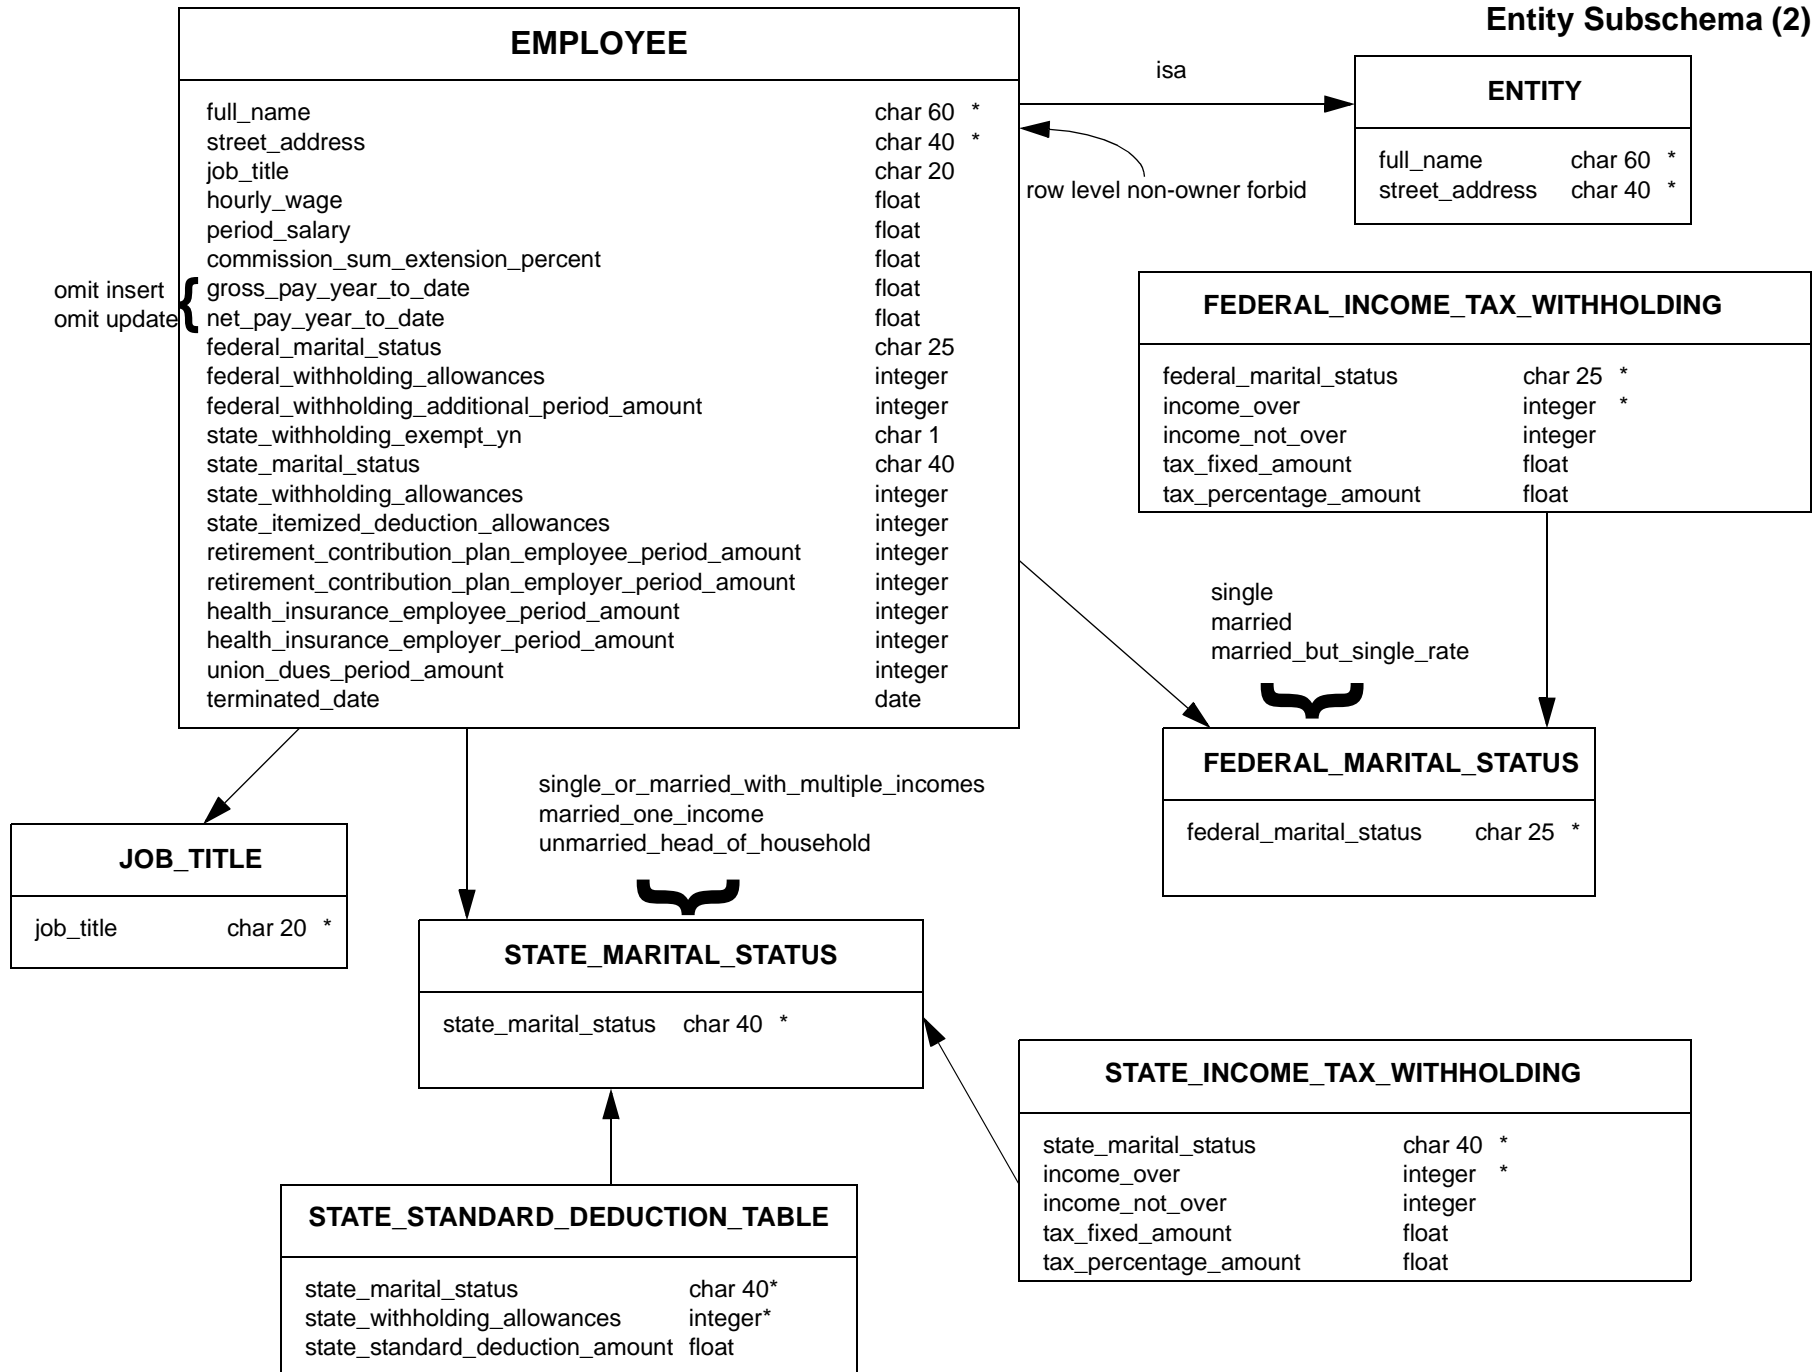 Entity Subschema (2)
EMPLOYEE
full_name char 60 *
street_address char 40 *
job_title char 20
hourly_wage float
period_salary float
commission_sum_extension_percent float
gross_pay_year_to_date float
net_pay_year_to_date float
federal_marital_status char 25
federal_withholding_allowances integer
federal_withholding_additional_period_amount integer
state_withholding_exempt_yn char 1
state_marital_status char 40
state_withholding_allowances integer
state_itemized_deduction_allowances integer
retirement_contribution_plan_employee_period_amount integer
retirement_contribution_plan_employer_period_amount integer
health_insurance_employee_period_amount integer
health_insurance_employer_period_amount integer
union_dues_period_amount integer
terminated_date date
omit insert
omit update
isa
row level non-owner forbid
ENTITY
full_name char 60 *
street_address char 40 *
FEDERAL_INCOME_TAX_WITHHOLDING
federal_marital_status char 25 *
income_over integer *
income_not_over integer
tax_fixed_amount float
tax_percentage_amount float
single
married
married_but_single_rate
FEDERAL_MARITAL_STATUS
federal_marital_status char 25 *
JOB_TITLE
job_title char 20 *
single_or_married_with_multiple_incomes
married_one_income
unmarried_head_of_household
STATE_MARITAL_STATUS
state_marital_status char 40 *
STATE_INCOME_TAX_WITHHOLDING
state_marital_status char 40 *
income_over integer *
income_not_over integer
tax_fixed_amount float
tax_percentage_amount float
STATE_STANDARD_DEDUCTION_TABLE
state_marital_status char 40*
state_withholding_allowances integer*
state_standard_deduction_amount float